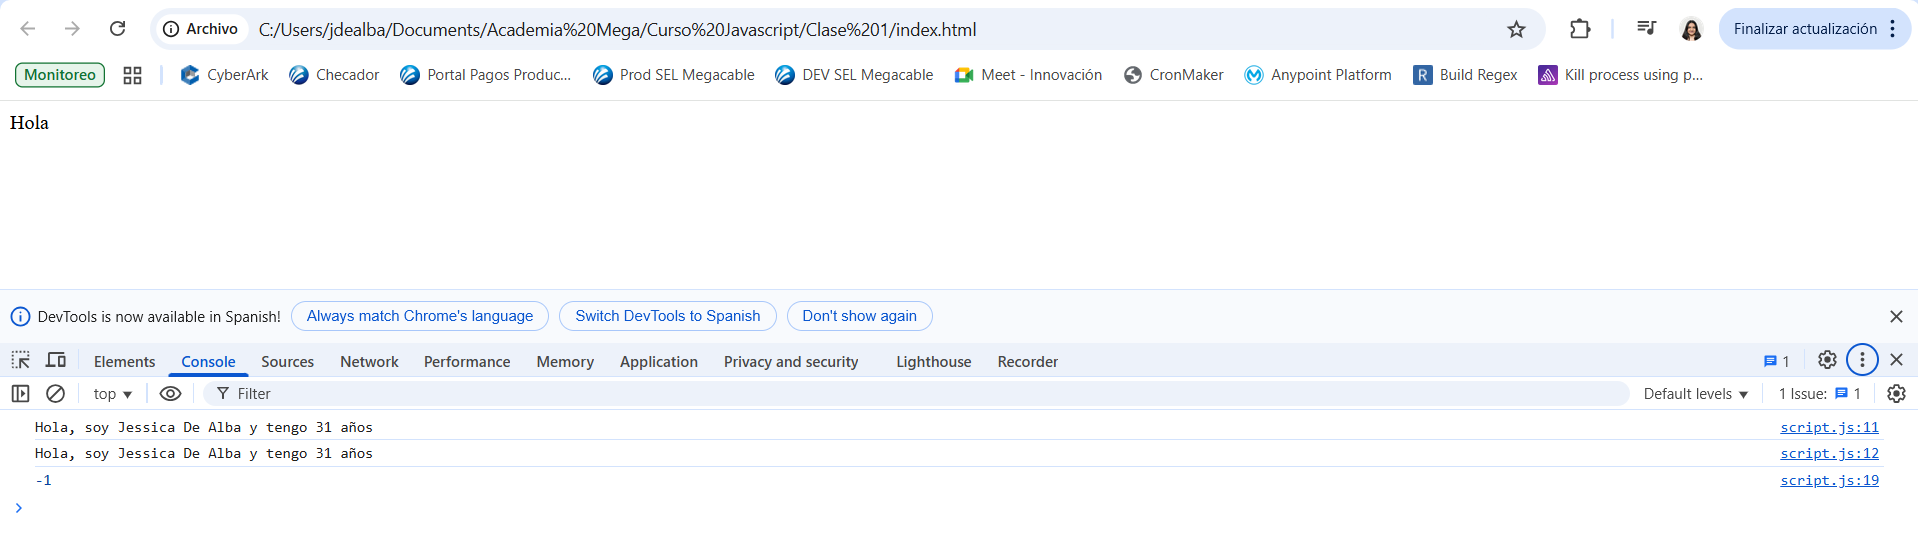 Archivo C:/Users/jdealba/Documents/Academia%20Mega/Curso%20Javascript/Clase%201/index.html Finalizar actualización
Monitoreo CyberArk Checador Portal Pagos Produc... Prod SEL Megacable DEV SEL Megacable Meet - Innovación CronMaker Anypoint Platform R Build Regex Kill process using p...
Hola
DevTools is now available in Spanish! Always match Chrome's language Switch DevTools to Spanish Don't show again
Elements Console Sources Network Performance Memory Application Privacy and security Lighthouse Recorder 1
top Filter Default levels 1 Issue: 1
Hola, soy Jessica De Alba y tengo 31 años script.js:11
Hola, soy Jessica De Alba y tengo 31 años script.js:12
-1 script.js:19